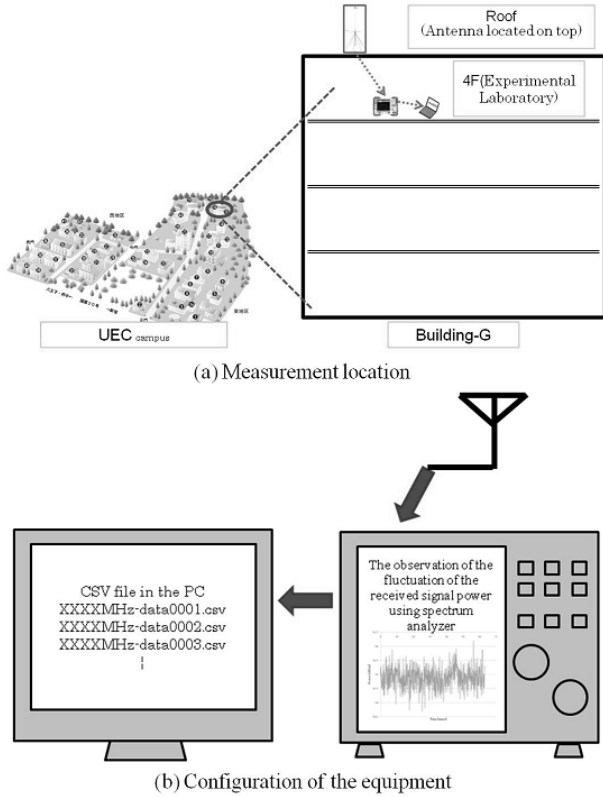 Roof
(Antenna located on top)
4F(Experimental
Laboratory)
UEC campus
Building-G
(a) Measurement location
CSV file in the PC
XXXXMHz-data0001.csv
XXXXMHz-data0002.csv
XXXXMHz-data0003.csv
The observation of the
fluctuation of the
received signal power
using spectrum
analyzer
(b) Configuration of the equipment